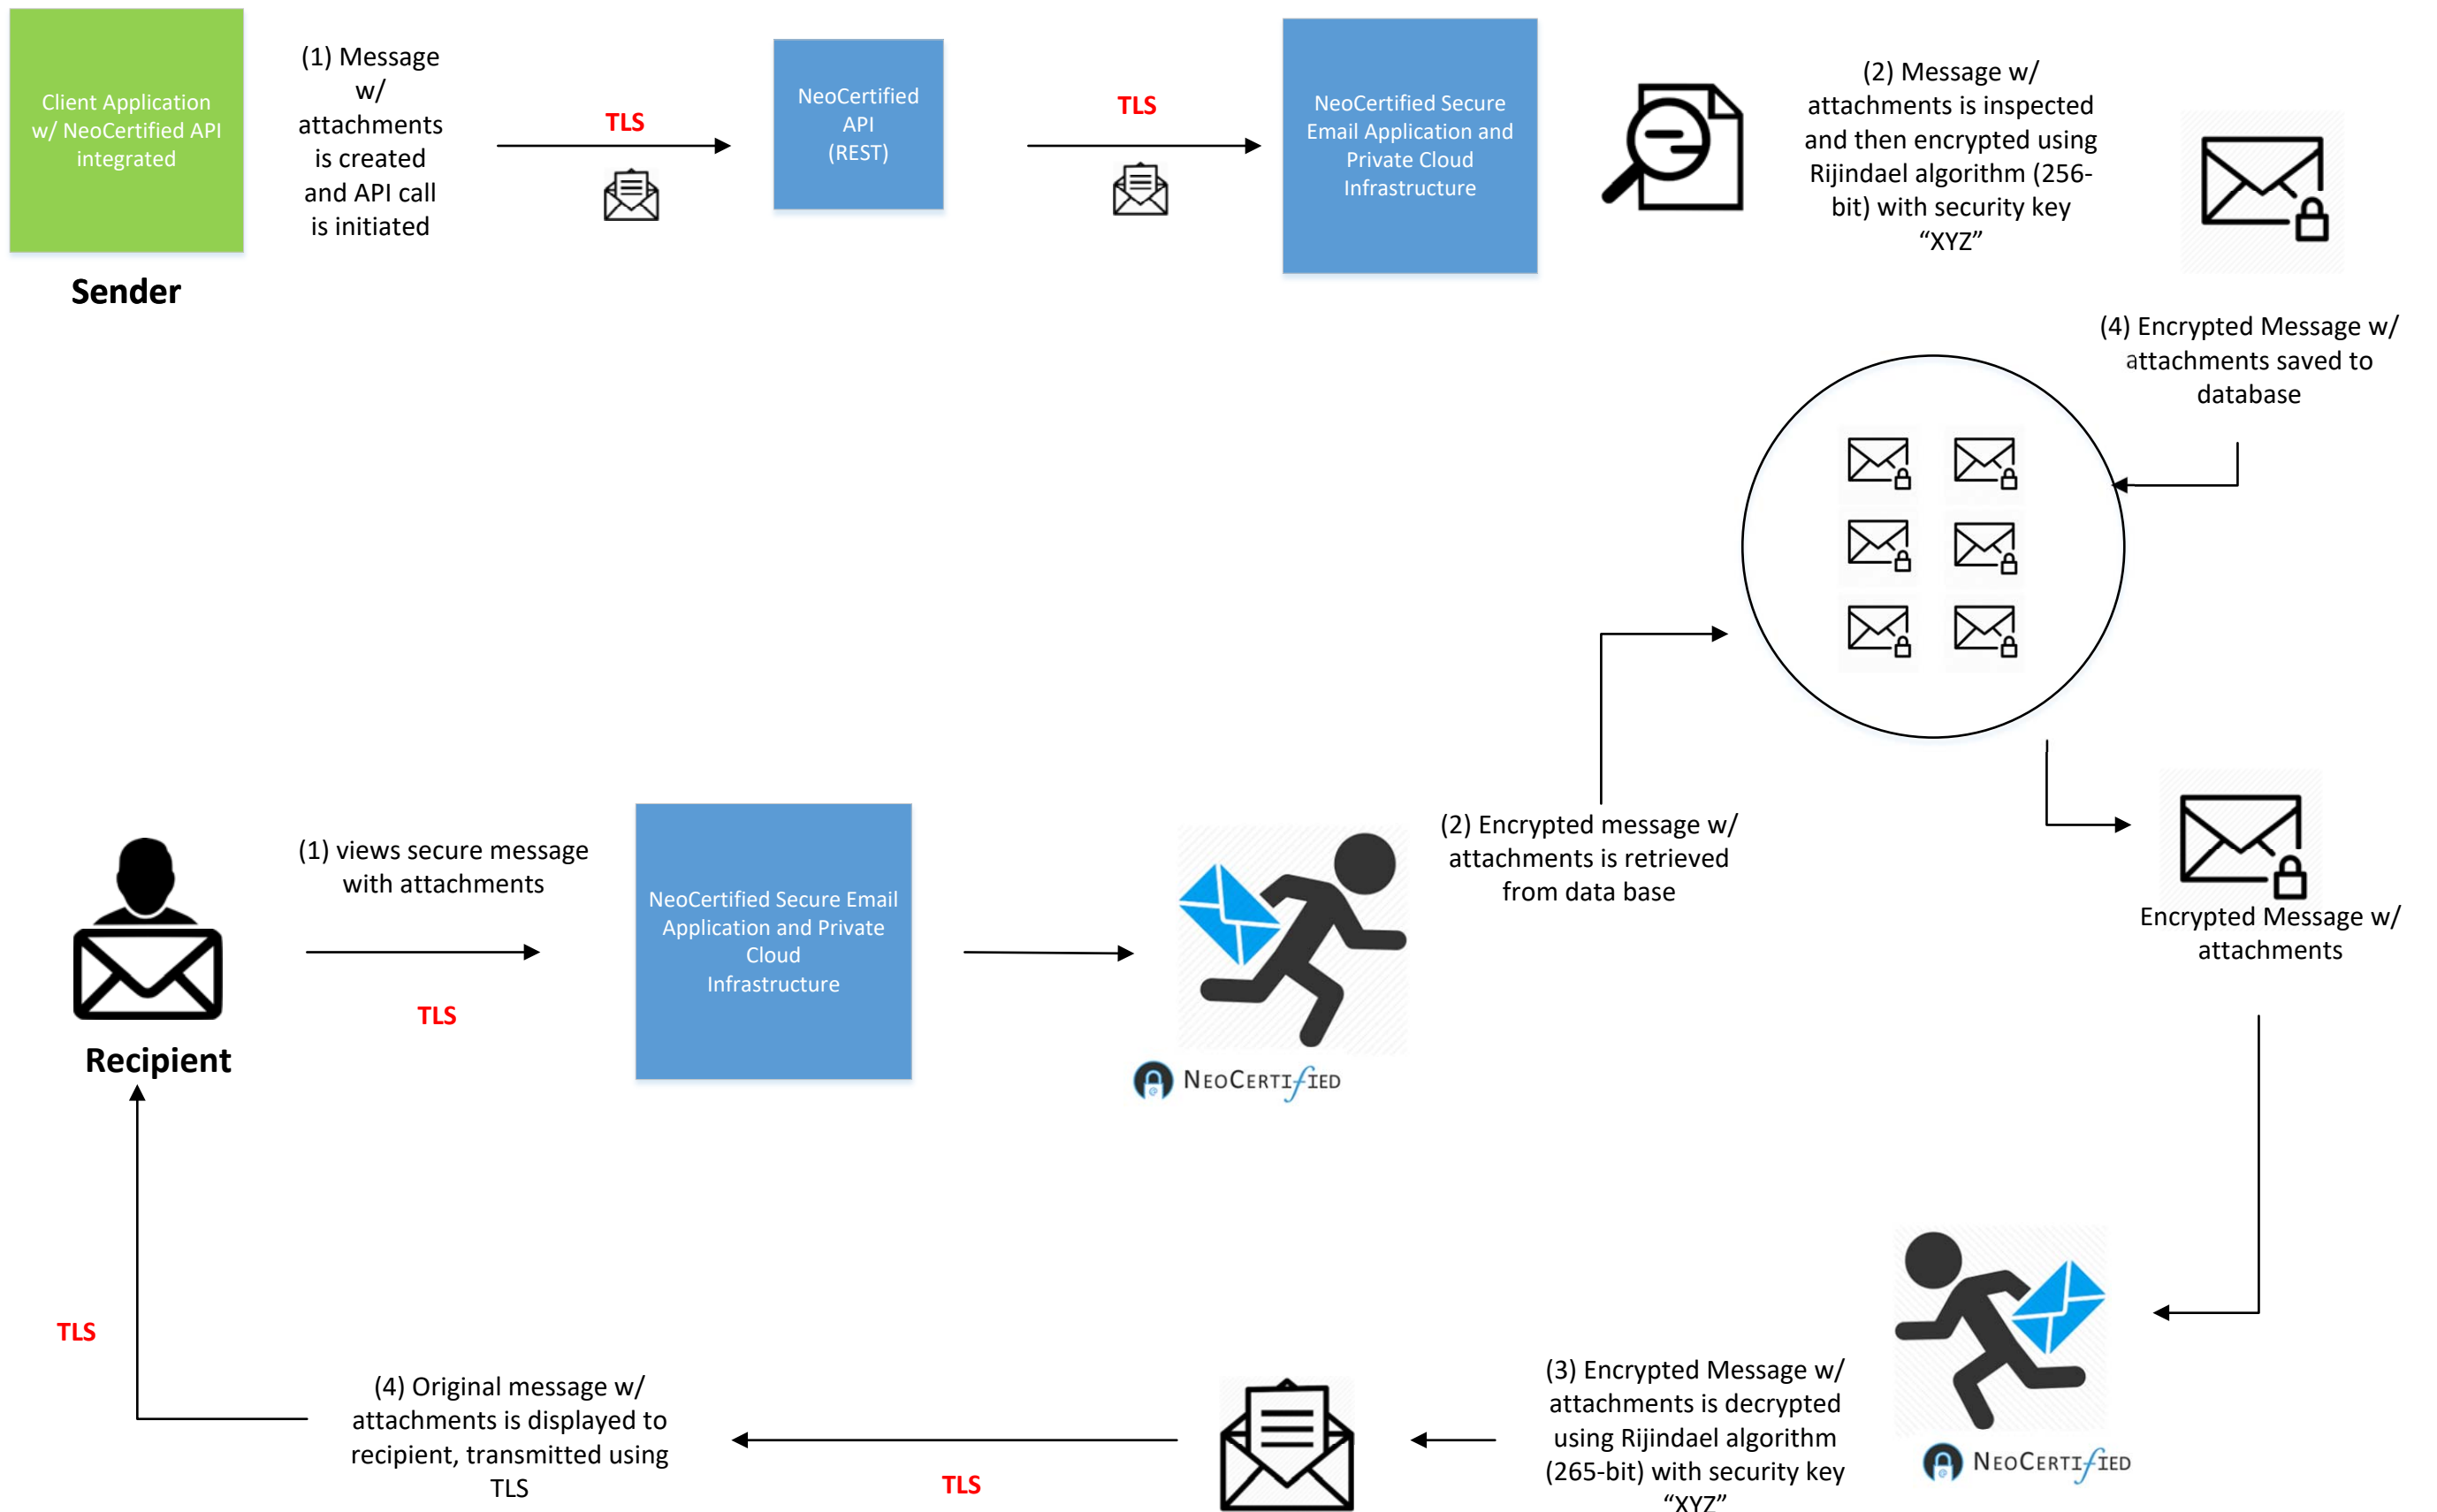 Client Application
w/ NeoCertified API
integrated
Sender
(1) Message
w/
attachments
is created
and API call
is initiated
TLS
NeoCertified
API
(REST)
TLS
NeoCertified Secure
Email Application and
Private Cloud
Infrastructure
(2) Message w/
attachments is inspected
and then encrypted using
Rijindael algorithm (256-
bit) with security key
“XYZ”
(4) Encrypted Message w/
attachments saved to
database
Recipient
(1) views secure message
with attachments
TLS
NeoCertified Secure Email
Application and Private
Cloud
Infrastructure
NEOCERTIFIED
(2) Encrypted message w/
attachments is retrieved
from data base
Encrypted Message w/
attachments
NEOCERTIFIED
(3) Encrypted Message w/
attachments is decrypted
using Rijindael algorithm
(265-bit) with security key
“XYZ”
TLS
(4) Original message w/
attachments is displayed to
recipient, transmitted using
TLS
TLS